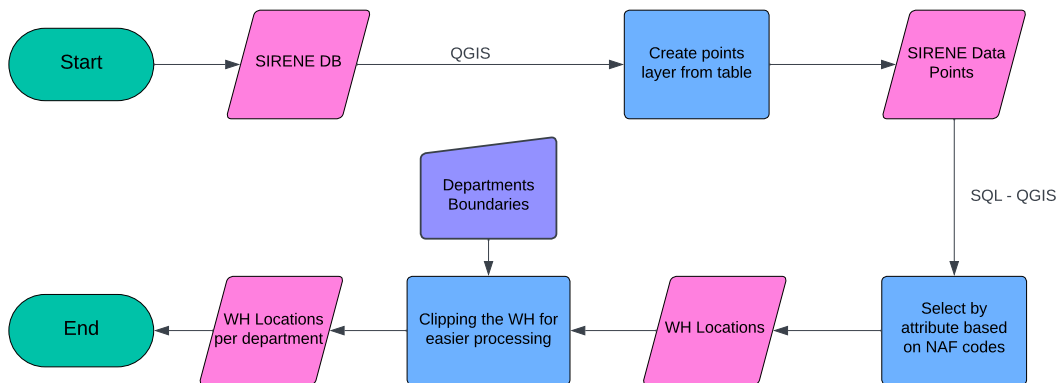 Start
SIRENE DB
QGIS
Create points
layer from table
SIRENE Data
Points
SQL - QGIS
Departments
Boundaries
Select by
attribute based
on NAF codes
WH Locations
Clipping the WH for
easier processing
WH Locations
per department
End